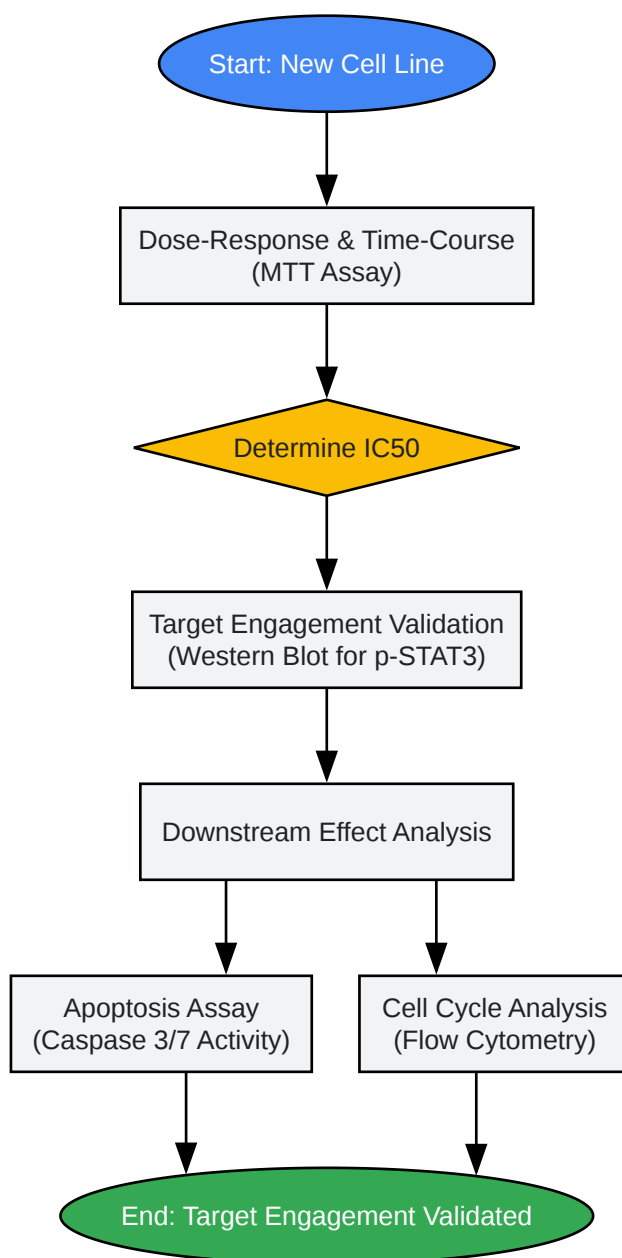 Start: New Cell Line
Dose-Response & Time-Course
(MTT Assay)
Determine IC50
Target Engagement Validation
(Western Blot for p-STAT3)
Downstream Effect Analysis
Apoptosis Assay
(Caspase 3/7 Activity)
Cell Cycle Analysis
(Flow Cytometry)
End: Target Engagement Validated